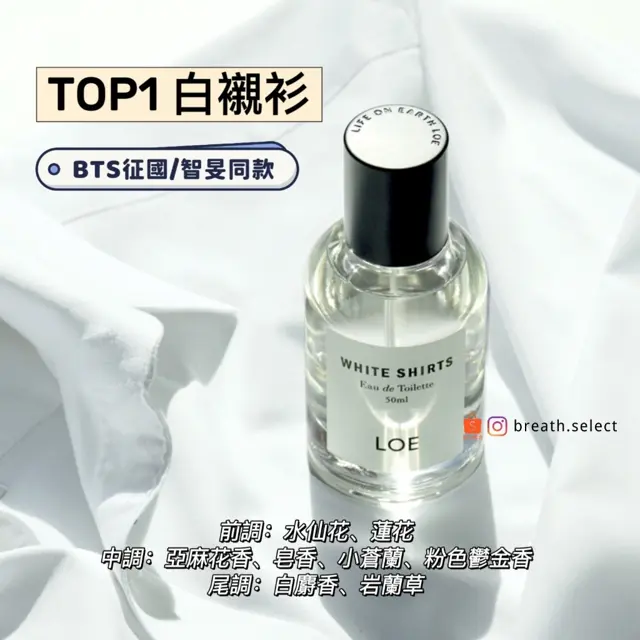 TOP1 白襯衫
BTS征國/智旻同款
LIFE ON EARTH LOE
WHITE SHIRTS
Eau de Toilette
50ml
LOE
breath.select
前調：水仙花、蓮花
中調：亞麻花香、皂香、小蒼蘭、粉色鬱金香
尾調：白麝香、岩蘭草